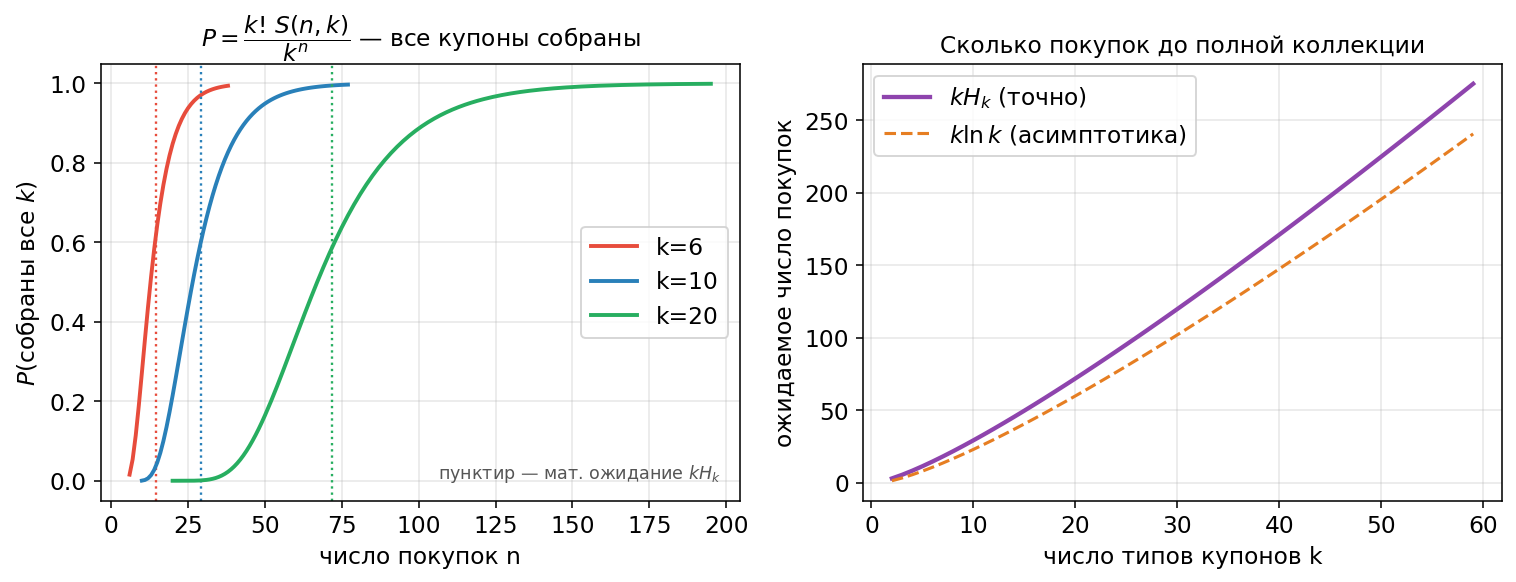 P = k! S(n, k) / k^n — все купоны собраны
P(собраны все k)
1.0
0.8
0.6
0.4
0.2
0.0
k=6
k=10
k=20
пунктир — мат. ожидание kH_k
0 25 50 75 100 125 150 175 200
число покупок n
Сколько покупок до полной коллекции
ожидаемое число покупок
kH_k (точно)
k ln k (асимптотика)
250
200
150
100
50
0
0 10 20 30 40 50 60
число типов купонов k